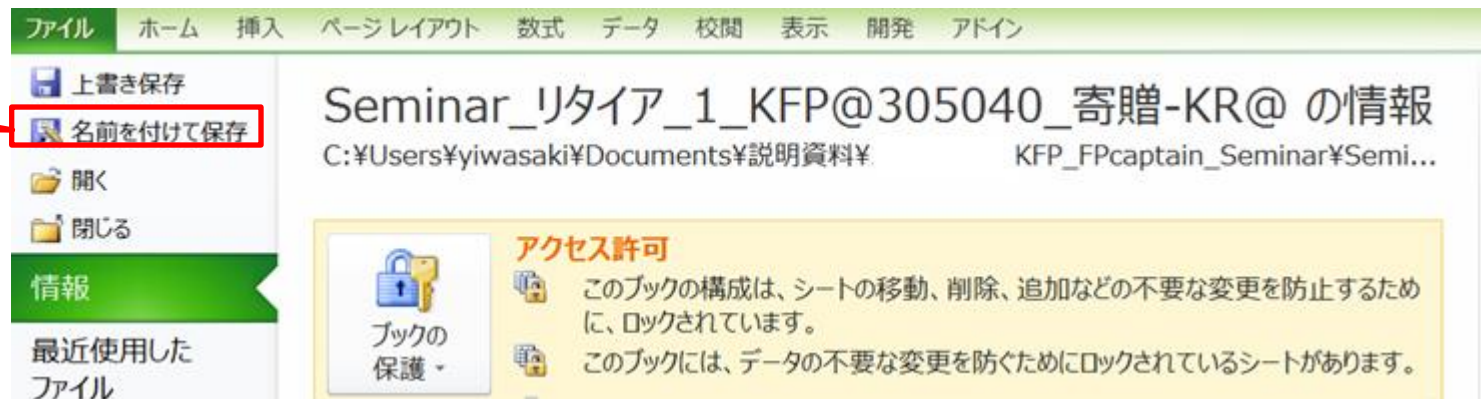 ファイル ホーム 挿入 ページ レイアウト 数式 データ 校閲 表示 開発 アドイン
上書き保存
名前を付けて保存
開く
閉じる
情報
最近使用した
ファイル
Seminar_リタイア_1_KFP@305040_寄贈-KR@ の情報
C:¥Users¥yiwasaki¥Documents¥説明資料¥ KFP_FPcaptain_Seminar¥Semi...
ブックの
保護
アクセス許可
このブックの構成は、シートの移動、削除、追加などの不要な変更を防止するため
に、ロックされています。
このブックには、データの不要な変更を防ぐためにロックされているシートがあります。